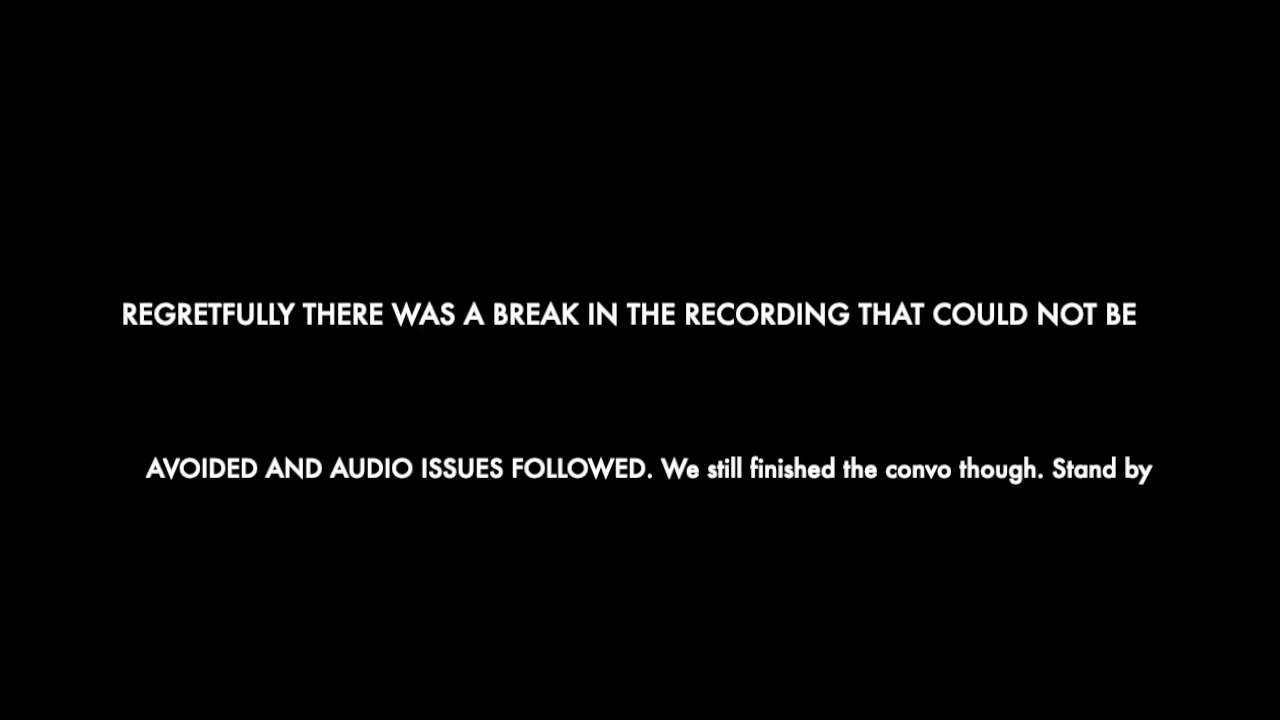 REGRETFULLY THERE WAS A BREAK IN THE RECORDING THAT COULD NOT BE
AVOIDED AND AUDIO ISSUES FOLLOWED. We still finished the convo though. Stand by